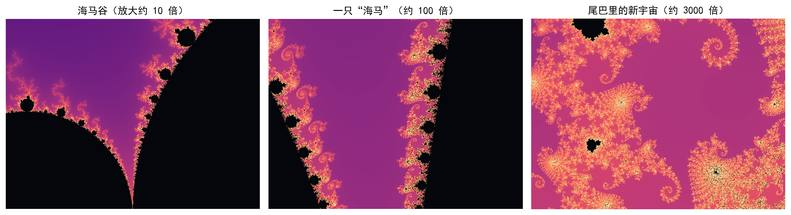 海马谷（放大约 10 倍）
一只“海马”（约 100 倍）
尾巴里的新宇宙（约 3000 倍）